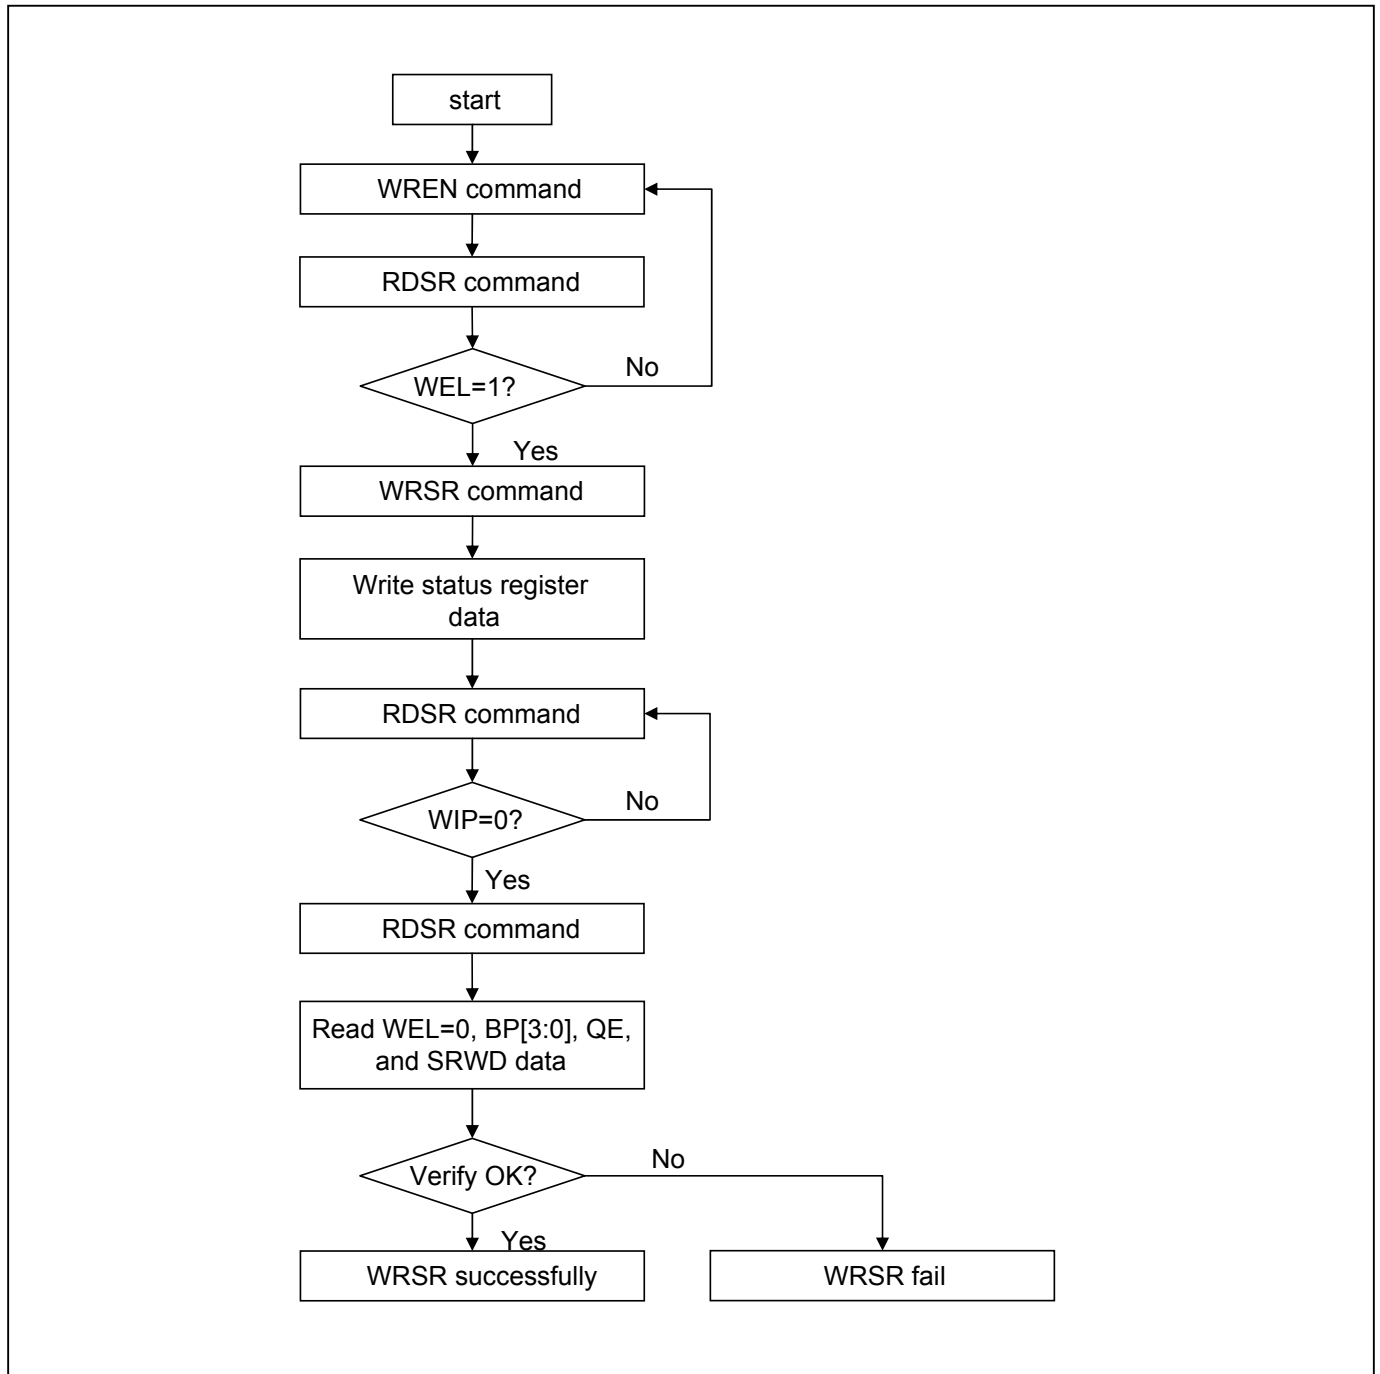 start
WREN command
RDSR command
WEL=1?
No
Yes
WRSR command
Write status register
data
RDSR command
WIP=0?
No
Yes
RDSR command
Read WEL=0, BP[3:0], QE,
and SRWD data
Verify OK?
No
Yes
WRSR successfully
WRSR fail